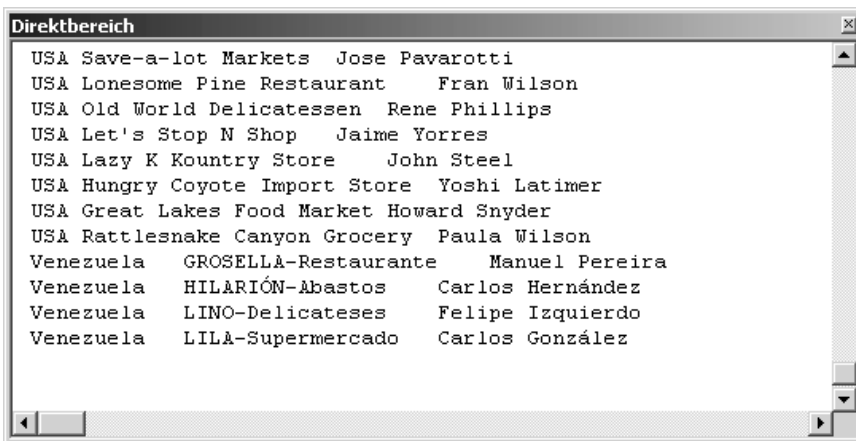 Direktbereich
USA Save-a-lot Markets  Jose Pavarotti
USA Lonesome Pine Restaurant    Fran Wilson
USA Old World Delicatessen  Rene Phillips
USA Let's Stop N Shop   Jaime Yorres
USA Lazy K Kountry Store    John Steel
USA Hungry Coyote Import Store  Yoshi Latimer
USA Great Lakes Food Market Howard Snyder
USA Rattlesnake Canyon Grocery  Paula Wilson
Venezuela   GROSELLA-Restaurante    Manuel Pereira
Venezuela   HILARIÓN-Abastos    Carlos Hernández
Venezuela   LINO-Delicateses    Felipe Izquierdo
Venezuela   LILA-Supermercado   Carlos González